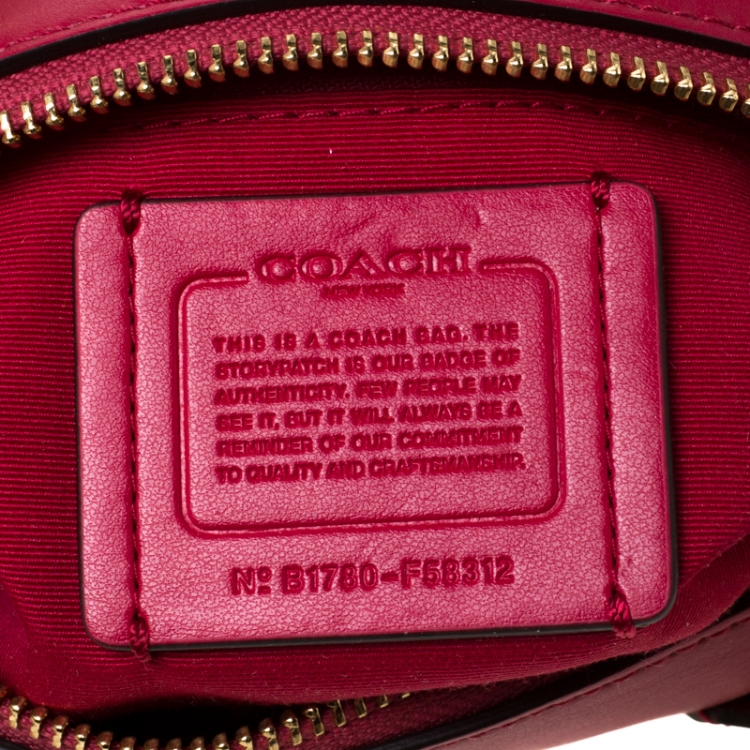 COACH
NEW YORK
THIS IS A COACH BAG. THE
STORYPATCH IS OUR BADGE OF
AUTHENTICITY. FEW PEOPLE MAY
SEE IT, BUT IT WILL ALWAYS BE A
REMINDER OF OUR COMMITMENT
TO QUALITY AND CRAFTSMANSHIP.
Nº B1780-F58312